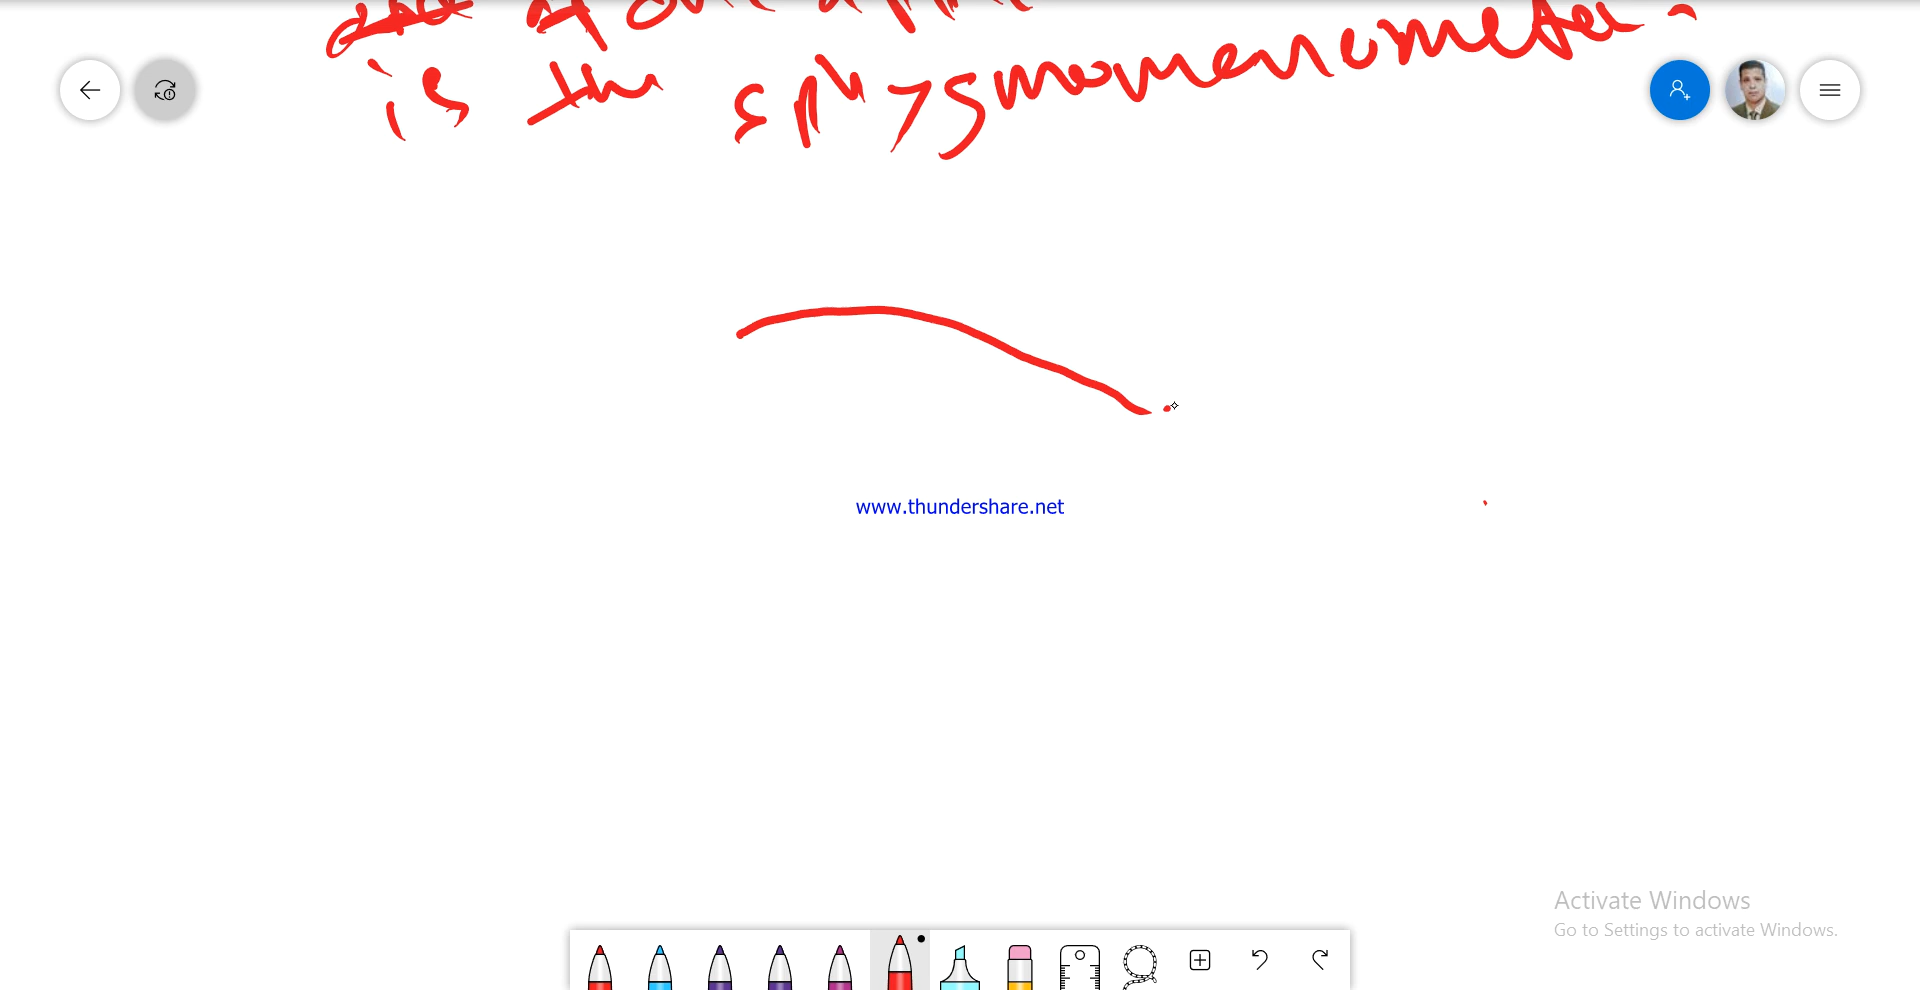 is the sphygmomanometer
www.thundershare.net
Activate Windows
Go to Settings to activate Windows.